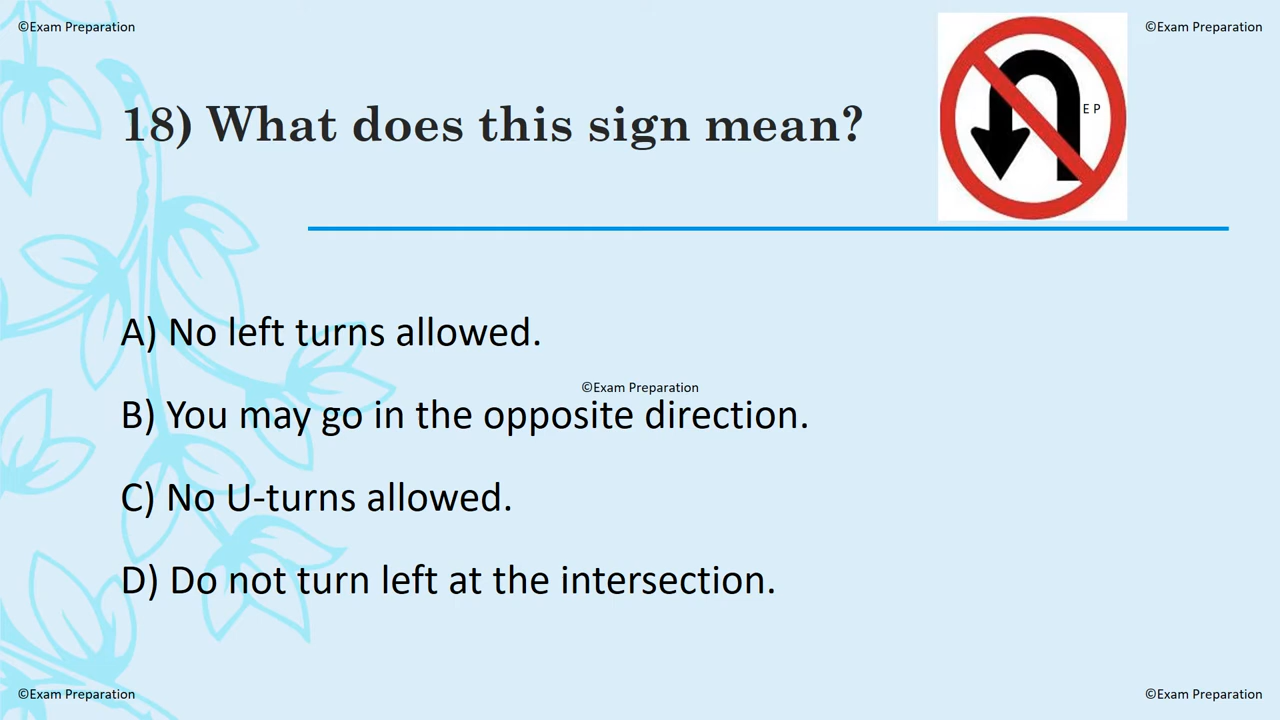 ©Exam Preparation
©Exam Preparation
E P
18) What does this sign mean?
A) No left turns allowed.
©Exam Preparation
B) You may go in the opposite direction.
C) No U-turns allowed.
D) Do not turn left at the intersection.
©Exam Preparation
©Exam Preparation